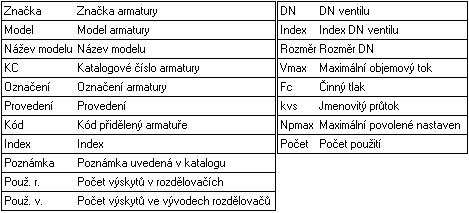 Značka Značka armatury
Model Model armatury
Nážev modelu Název modelu
KC Katalogové číslo armatury
Označení Označení armatury
Provedení Provedení
Kód Kód přidělený armatuře
Index Index
Poznámka Poznámka uvedená v katalogu
Použ. r. Počet výskytů v rozdělovačích
Použ. v. Počet výskytů ve vývodech rozdělovačů
DN DN ventilu
Index Index DN ventilu
Rozměr Rozměr DN
Vmax Maximální objemový tok
Fc Činný tlak
kvs Jmenovitý průtok
Npmax Maximální povolené nastaven
Počet Počet použití